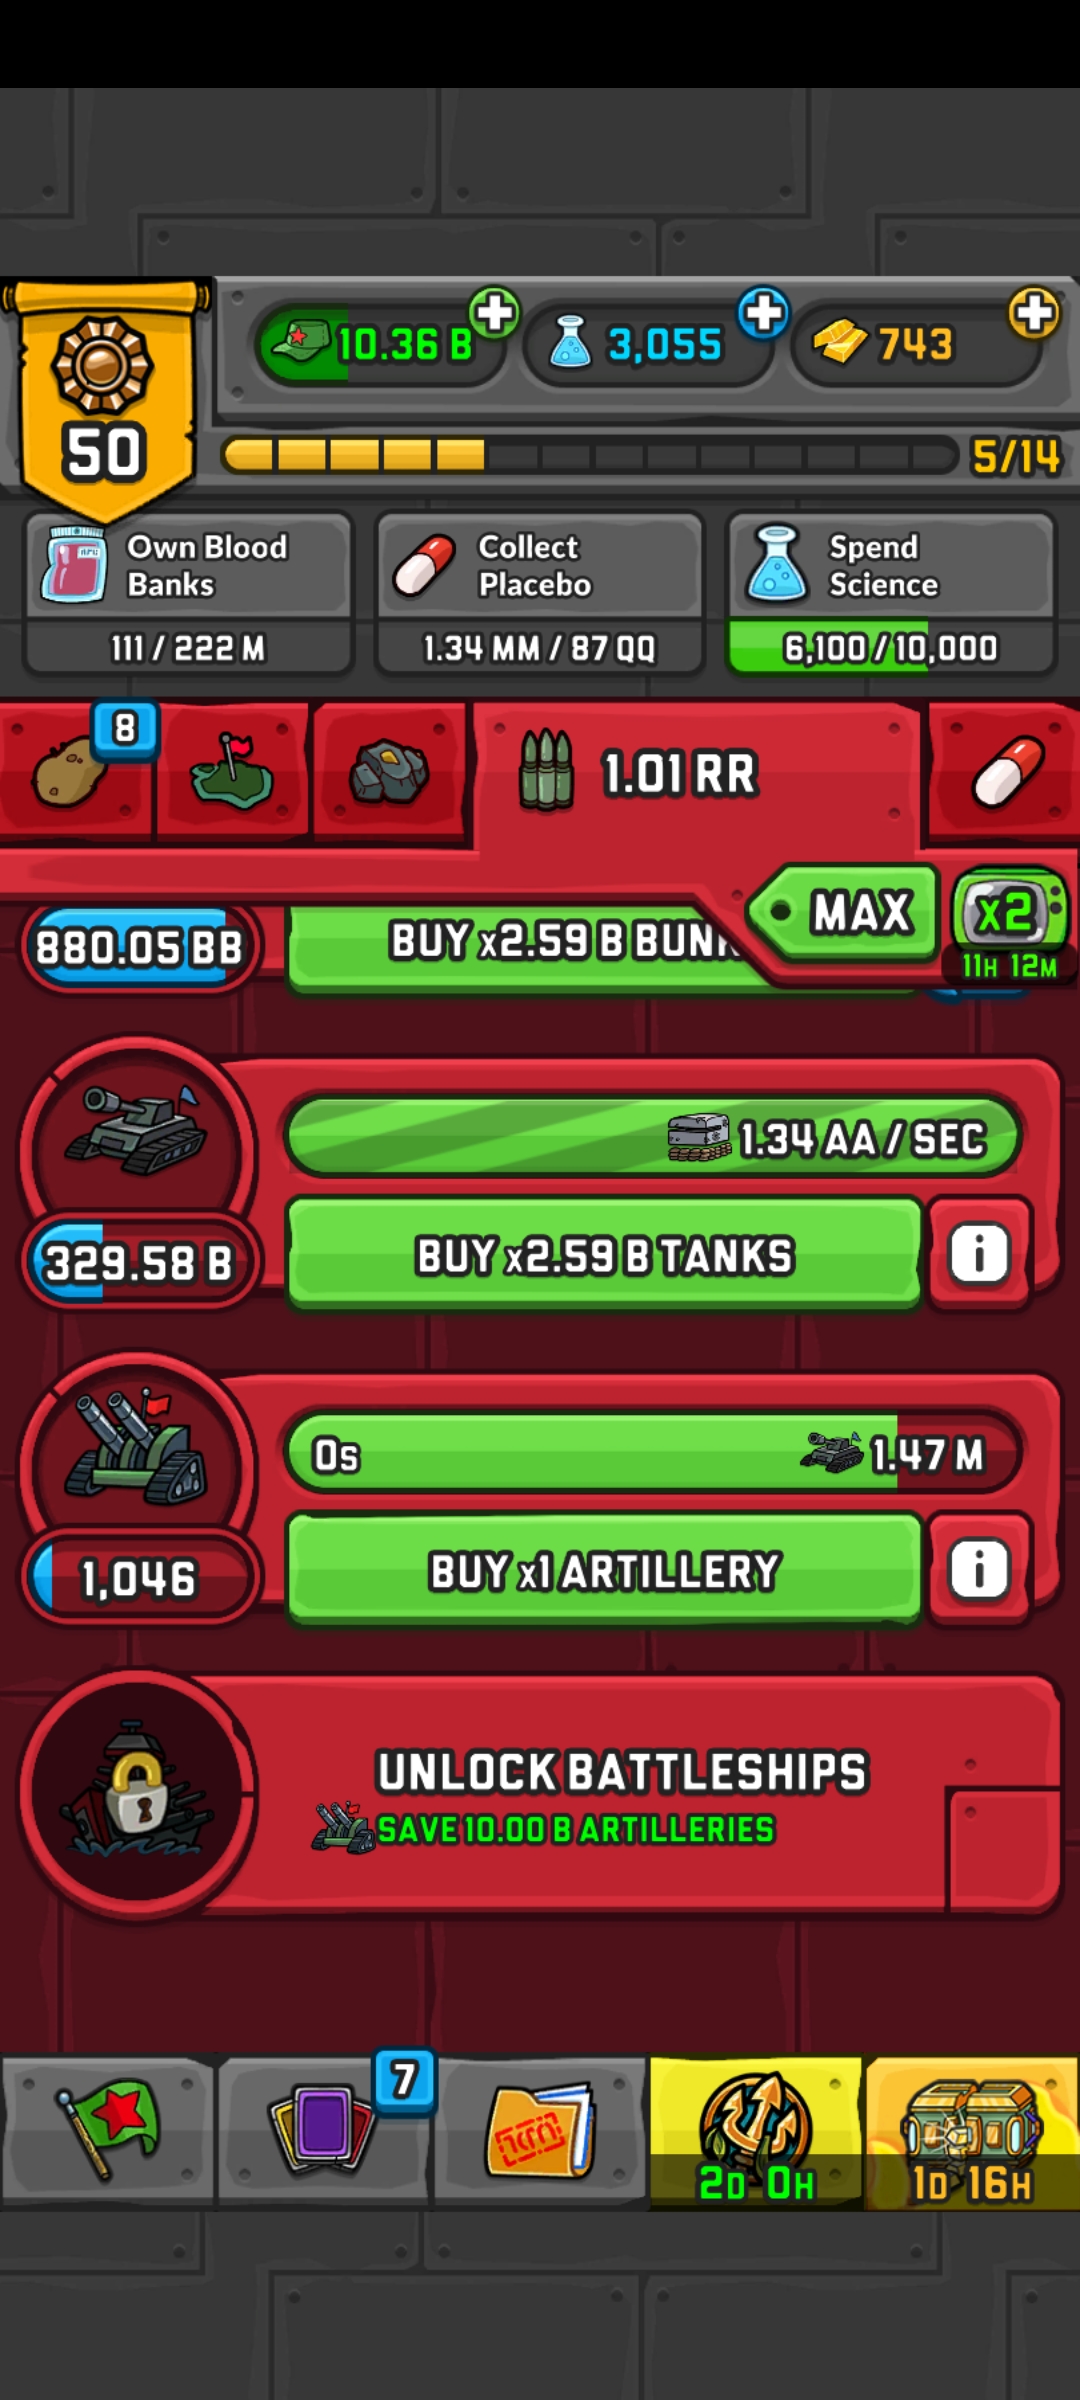 10.36 B
3,055
743
50
5/14
Own Blood
Banks
111 / 222 M
Collect
Placebo
1.34 MM / 87 QQ
Spend
Science
6,100 / 10,000
8
1.01 RR
MAX
x2
11H 12M
880.05 BB
BUY x2.59 B BUN
1.34 AA / SEC
329.58 B
BUY x2.59 B TANKS
i
0s
1.47 M
1,046
BUY x1 ARTILLERY
i
UNLOCK BATTLESHIPS
SAVE 10.00 B ARTILLERIES
7
2D 0H
1D 16H